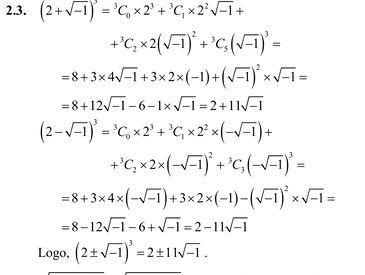 2.3. (2+√−1)³ = ³C₀ × 2³ + ³C₁ × 2²√−1 +
+ ³C₂ × 2(√−1)² + ³C₅(√−1)³ =
= 8 + 3 × 4√−1 + 3 × 2 × (−1) + (√−1)² × √−1 =
= 8 + 12√−1 − 6 − 1 × √−1 = 2 + 11√−1
(2−√−1)³ = ³C₀ × 2³ + ³C₁ × 2² × (−√−1) +
+ ³C₂ × 2 × (−√−1)² + ³C₃(−√−1)³ =
= 8 + 3 × 4 × (−√−1) + 3 × 2 × (−1) − (√−1)² × √−1 =
= 8 − 12√−1 − 6 + √−1 = 2 − 11√−1
Logo, (2±√−1)³ = 2 ± 11√−1 .